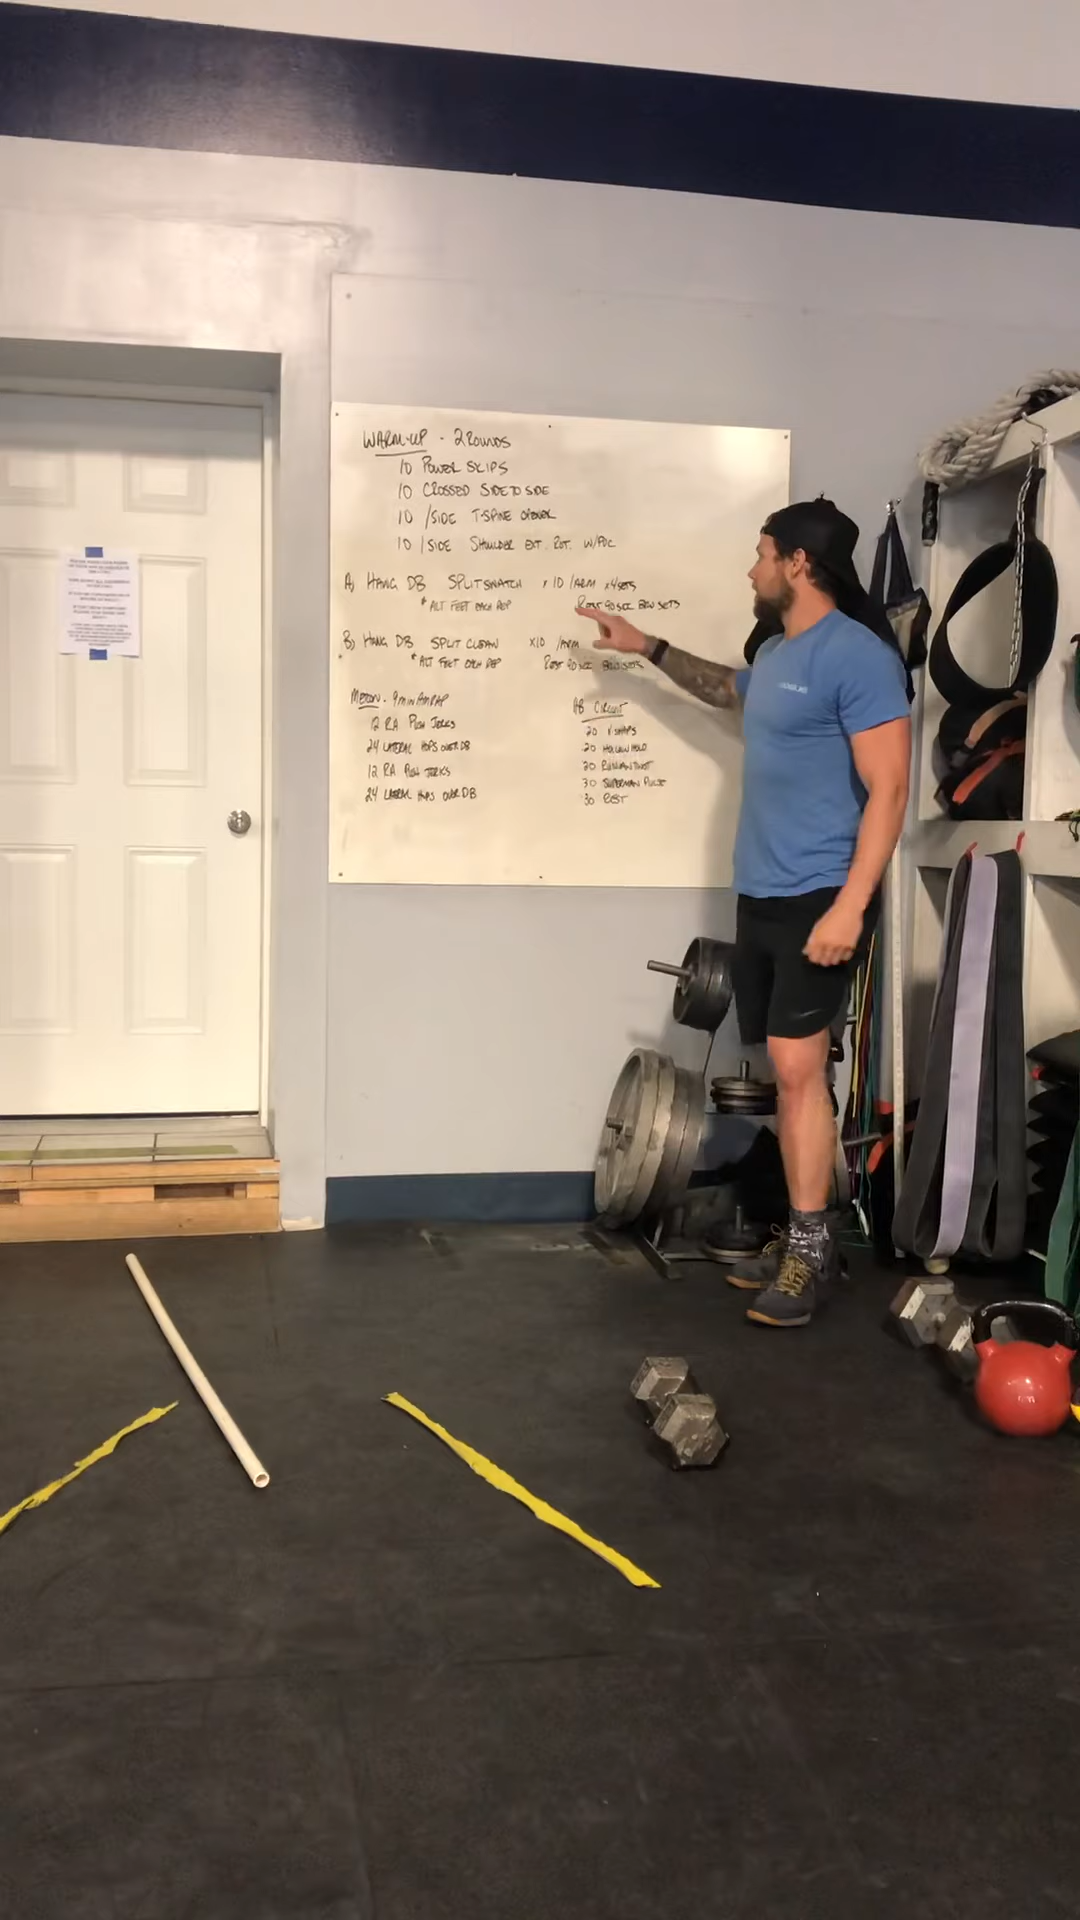 WARM-UP - 2 ROUNDS
10 POWER SKIPS
10 CROSSED SIDE TO SIDE
10 /SIDE T-SPINE OPENER
10 /SIDE SHOULDER EXT. ROT. W/PVC
A) HANG DB SPLIT SNATCH x 10 /ARM x4SETS
*ALT FEET EACH REP REST 90 SEC BTW SETS
B) HANG DB SPLIT CLEAN x10 /ARM
*ALT FEET EACH REP REST 90 SEC BTW SETS
METCON - 9 MIN AMRAP
12 RA PUSH JERKS
24 LATERAL HOPS OVER DB
12 RA PUSH JERKS
24 LATERAL HOPS OVER DB
AB CIRCUIT
20 V-SNAPS
20 HOLLOW HOLD
20 RUSSIAN TWIST
30 SUPERMAN PULSE
30 REST